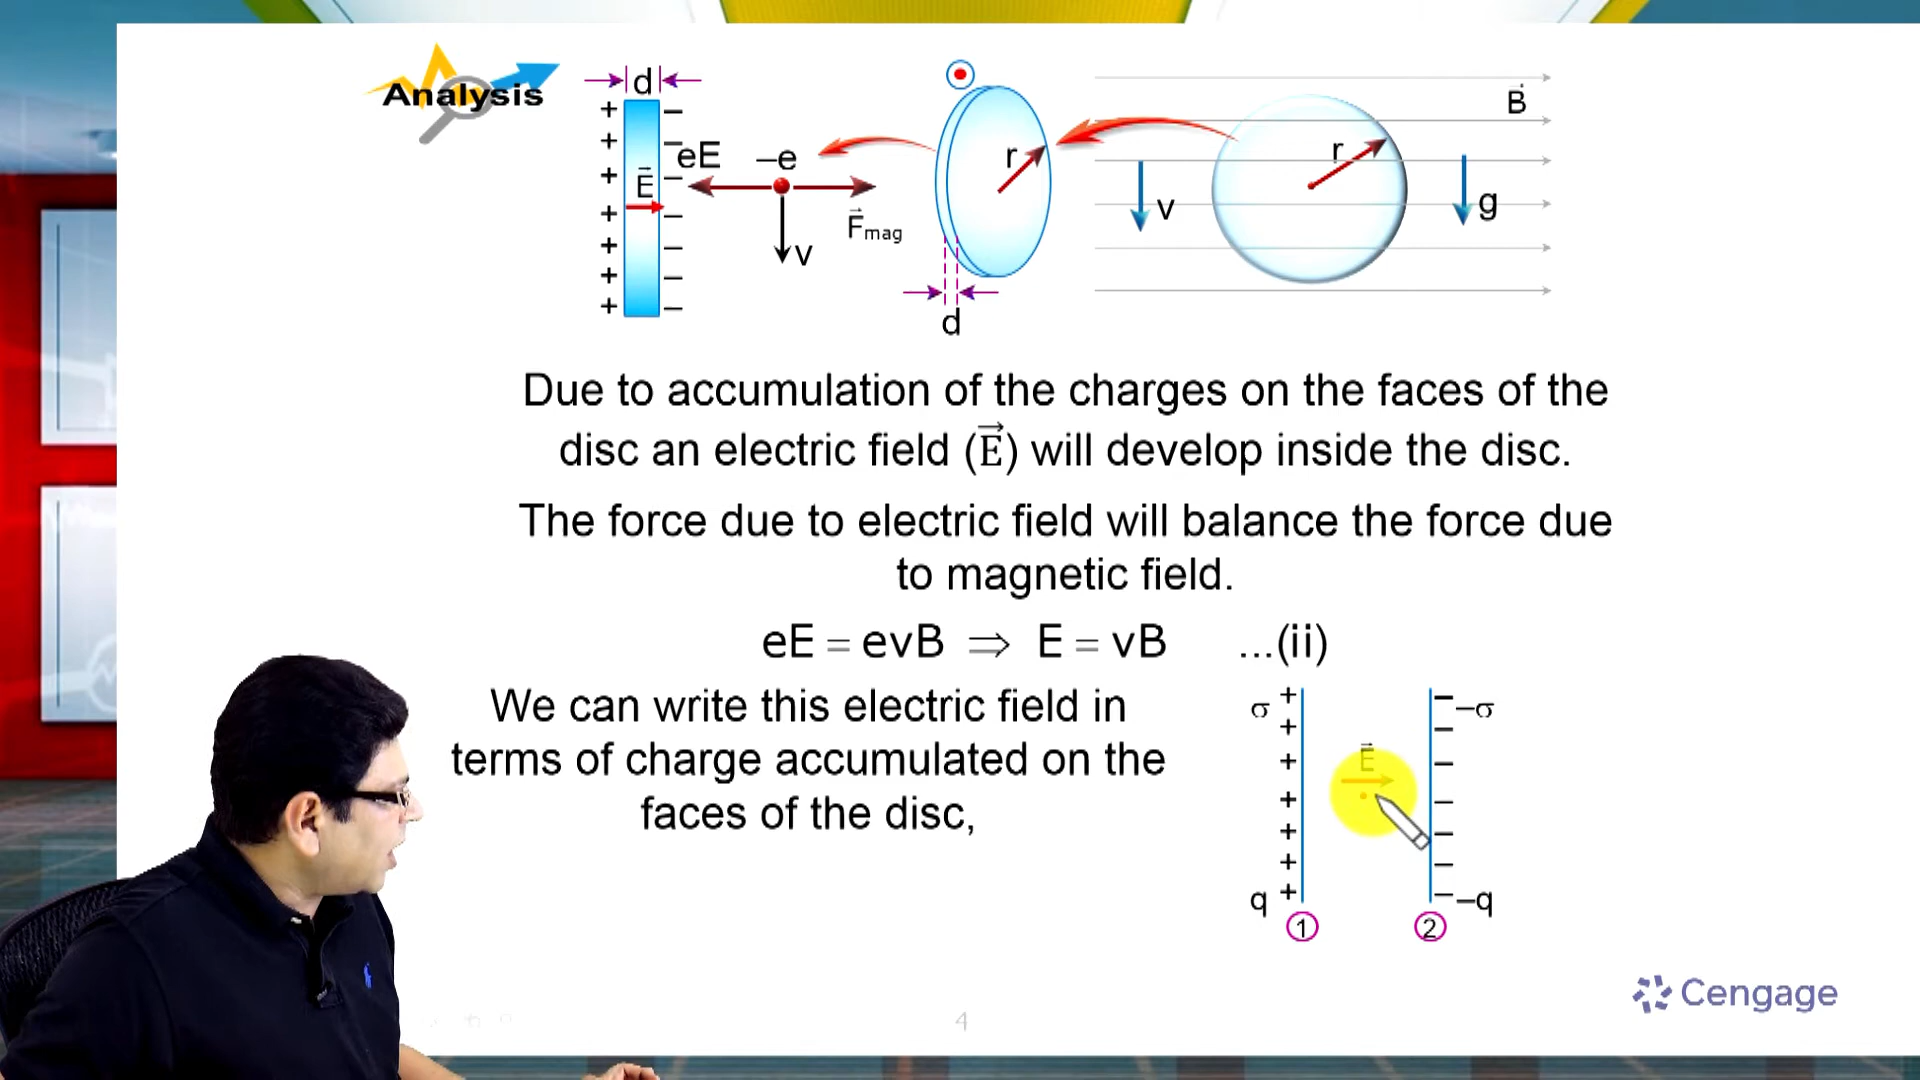 Analysis
d
+ −
+ −
+ −
+ −
+ −
+ −
+ −
E⃗
eE
−e
F⃗mag
v
r
d
v
r
g
B⃗
Due to accumulation of the charges on the faces of the
disc an electric field (E⃗) will develop inside the disc.
The force due to electric field will balance the force due
to magnetic field.
eE = evB ⇒ E = vB ...(ii)
We can write this electric field in
terms of charge accumulated on the
faces of the disc,
σ + − −σ
+ −
E⃗
+ −
+ −
+ −
+ −
q + − −q
① ②
Cengage
4